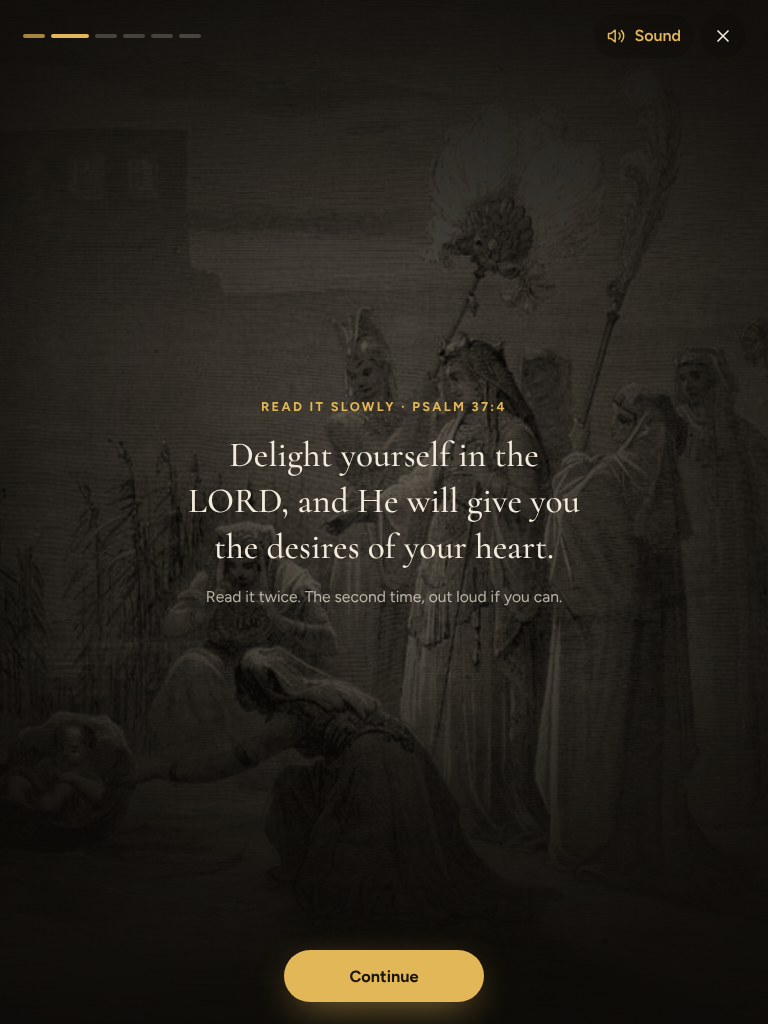 Sound
READ IT SLOWLY · PSALM 37:4
Delight yourself in the
LORD, and He will give you
the desires of your heart.
Read it twice. The second time, out loud if you can.
Continue